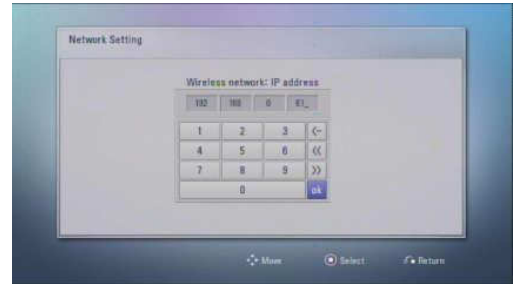 Network Setting
Wireless network: IP address
192 168 0 61_
1 2 3 <-
4 5 6 <<
7 8 9 >>
0 ok
Move Select Return